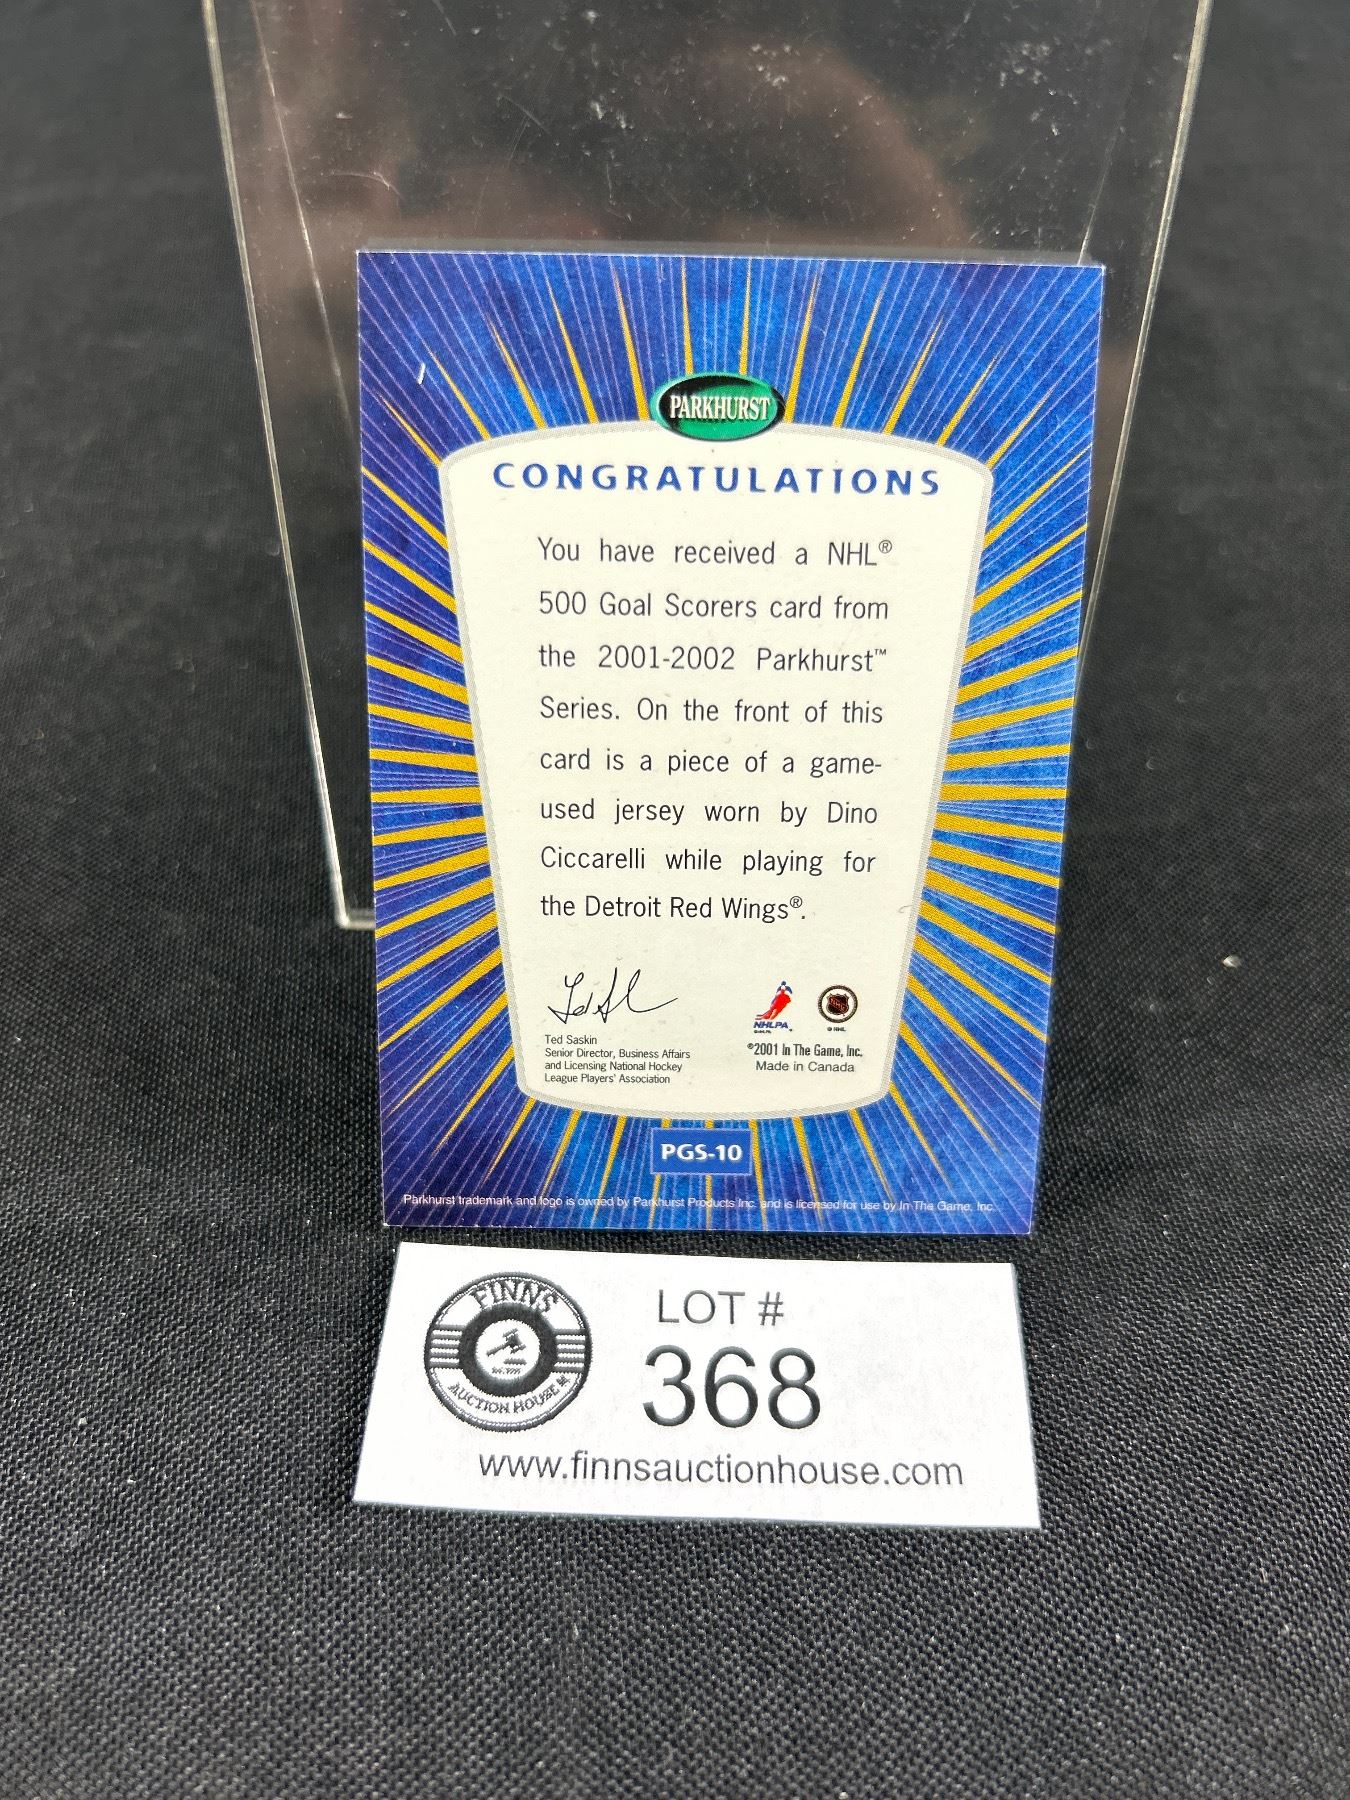 PARKHURST
CONGRATULATIONS
You have received a NHL®
500 Goal Scorers card from
the 2001-2002 Parkhurst™
Series. On the front of this
card is a piece of a game-
used jersey worn by Dino
Ciccarelli while playing for
the Detroit Red Wings®.
Ted Saskin
Senior Director, Business Affairs
and Licensing National Hockey
League Players' Association
NHLPA
© NHL
©2001 In The Game, Inc.
Made in Canada
PGS-10
Parkhurst trademark and logo is owned by Parkhurst Products Inc. and is licensed for use by In The Game, Inc.
FINNS
AUCTION HOUSE
LOT #
368
www.finnsauctionhouse.com